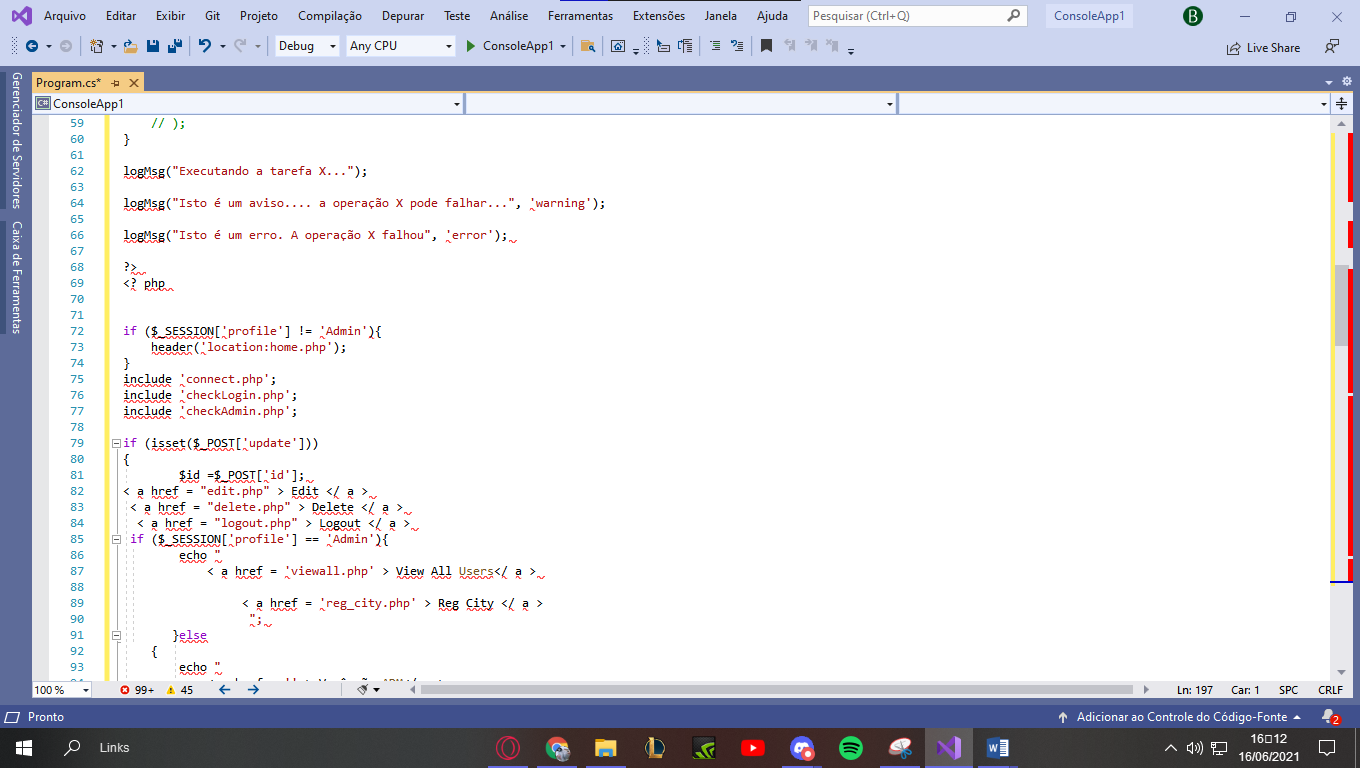 Arquivo Editar Exibir Git Projeto Compilação Depurar Teste Análise Ferramentas Extensões Janela Ajuda Pesquisar (Ctrl+Q) ConsoleApp1 B
Debug Any CPU ConsoleApp1 Live Share
Gerenciador de Servidores
Caixa de Ferramentas
Program.cs*
C# ConsoleApp1
59 // );
60 }
61
62 logMsg("Executando a tarefa X...");
63
64 logMsg("Isto é um aviso.... a operação X pode falhar...", 'warning');
65
66 logMsg("Isto é um erro. A operação X falhou", 'error');
67
68 ?>
69 <? php
70
71
72 if ($_SESSION['profile'] != 'Admin'){
73 header('location:home.php');
74 }
75 include 'connect.php';
76 include 'checkLogin.php';
77 include 'checkAdmin.php';
78
79 if (isset($_POST['update']))
80 {
81 $id =$_POST['id'];
82 < a href = "edit.php" > Edit </ a >
83 < a href = "delete.php" > Delete </ a >
84 < a href = "logout.php" > Logout </ a >
85 if ($_SESSION['profile'] == 'Admin'){
86 echo "
87 < a href = 'viewall.php' > View All Users</ a >
88
89 < a href = 'reg_city.php' > Reg City </ a >
90 ";
91 }else
92 {
93 echo "
100 % 99+ 45 Ln: 197 Car: 1 SPC CRLF
Pronto Adicionar ao Controle do Código-Fonte 2
Links
16:12
16/06/2021